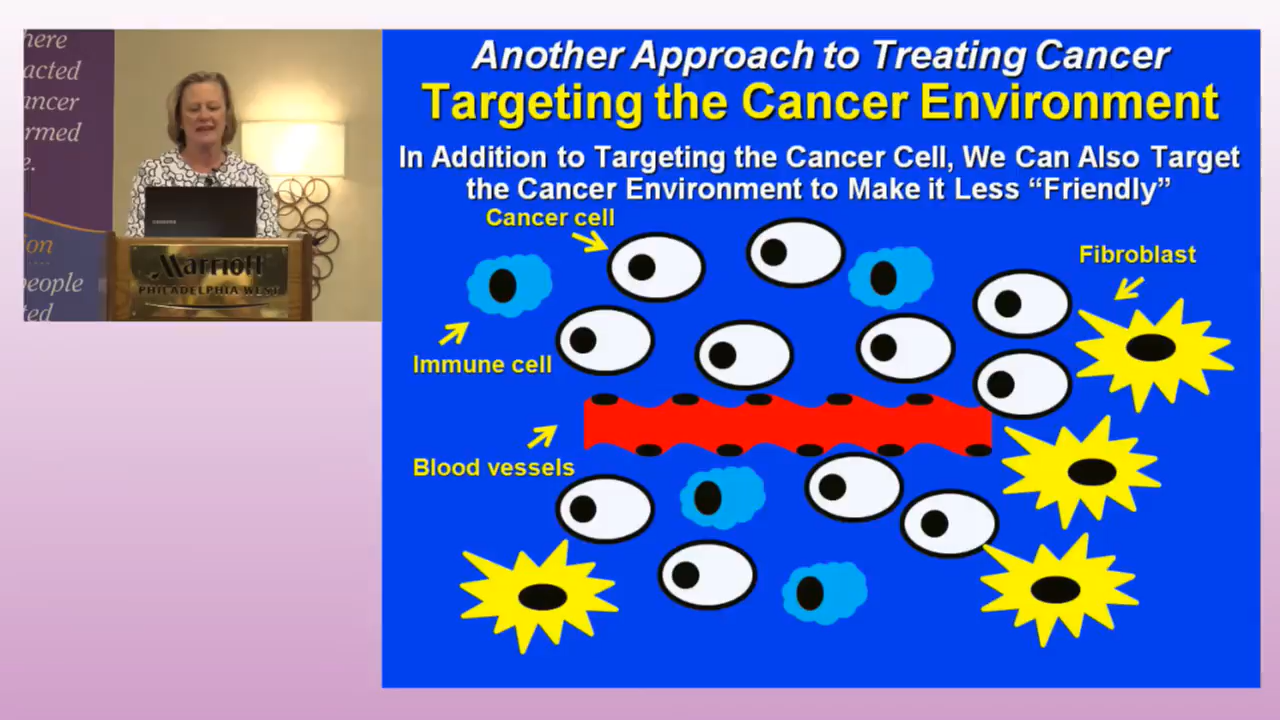 here
acted
ancer
rmed
e.
ion
people
ted
Marriott
PHILADELPHIA WEST
Another Approach to Treating Cancer
Targeting the Cancer Environment
In Addition to Targeting the Cancer Cell, We Can Also Target
the Cancer Environment to Make it Less “Friendly”
Cancer cell
Fibroblast
Immune cell
Blood vessels